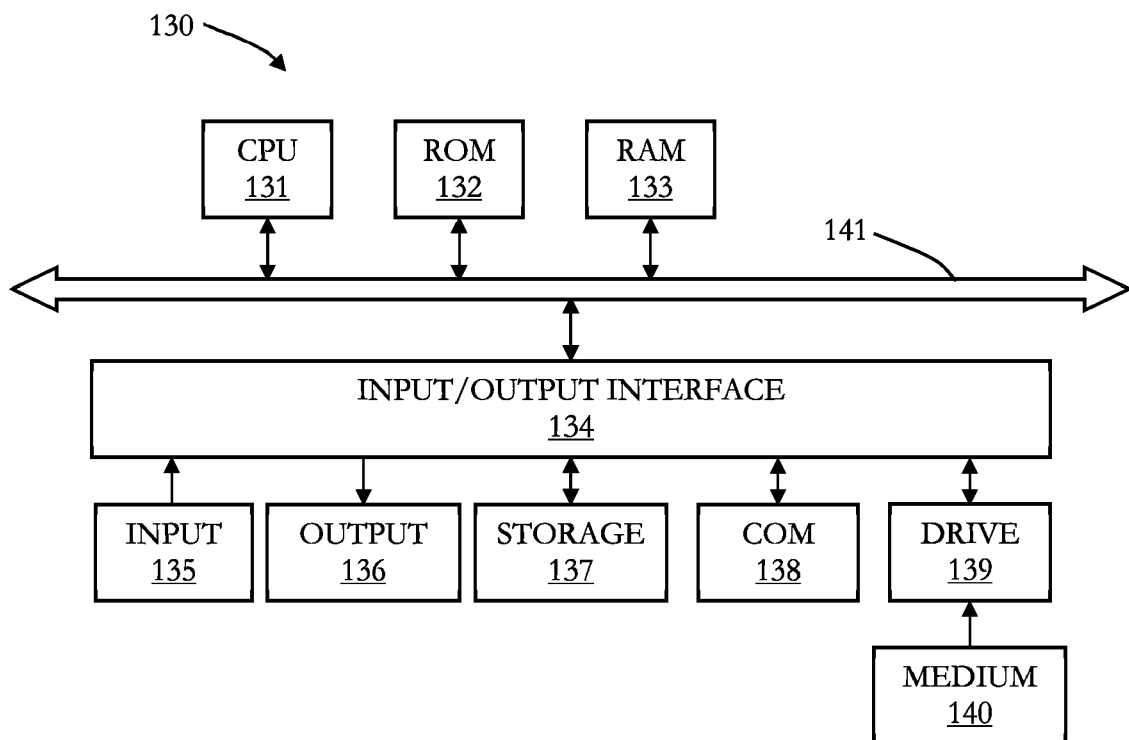 130
CPU
131
ROM
132
RAM
133
141
INPUT/OUTPUT INTERFACE
134
INPUT
135
OUTPUT
136
STORAGE
137
COM
138
DRIVE
139
MEDIUM
140